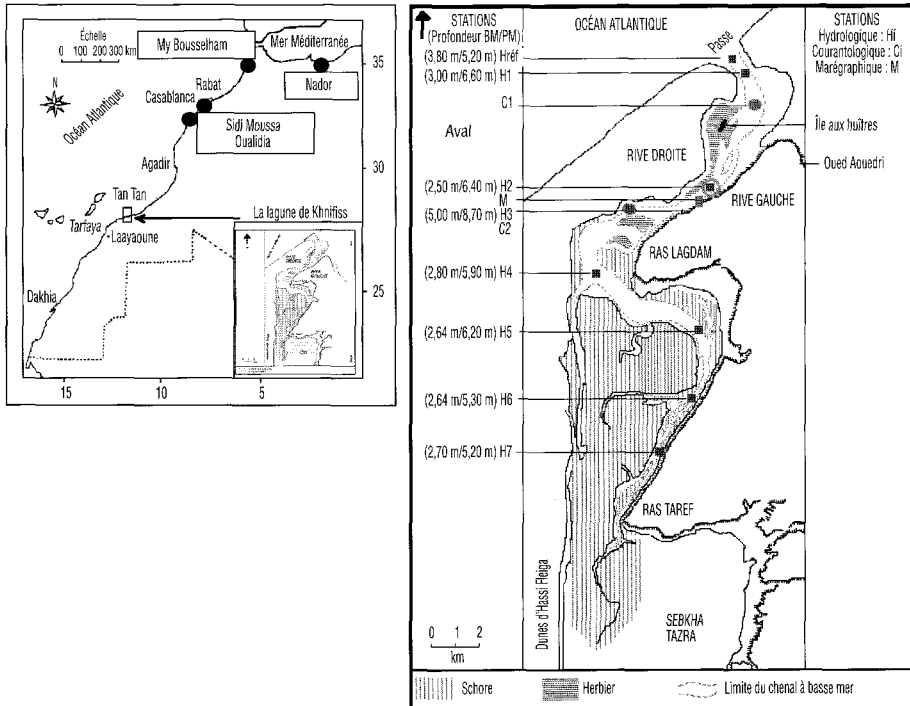 Échelle
0 100 200 300 km
N
Océan Atlantique
My Bousselham
Mer Méditerranée
Nador
Rabat
Casablanca
Sidi Moussa
Oualidia
Agadir
Tan Tan
Tarfaya
Laayaoune
La lagune de Khnifiss
Dakhia
35
30
25
15
10
5
0
STATIONS
(Profondeur BM/PM)
(3,80 m/5,20 m) Hréf
(3,00 m/6,60 m) H1
C1
Aval
(2,50 m/6,40 m) H2
M
(5,00 m/8,70 m) H3
C2
(2,80 m/5,90 m) H4
(2,64 m/6,20 m) H5
(2,64 m/5,30 m) H6
(2,70 m/5,20 m) H7
0 1 2
km
OCÉAN ATLANTIQUE
Passe
RIVE DROITE
RIVE GAUCHE
RAS LAGDAM
RAS TAREF
Dunes d'Hassi Fleiga
SEBKHA
TAZRA
STATIONS
Hydrologique : Hi
Courantologique : Ci
Marégraphique : M
Île aux huîtres
Oued Aouedri
Schore
Herbier
Limite du chenal à basse mer